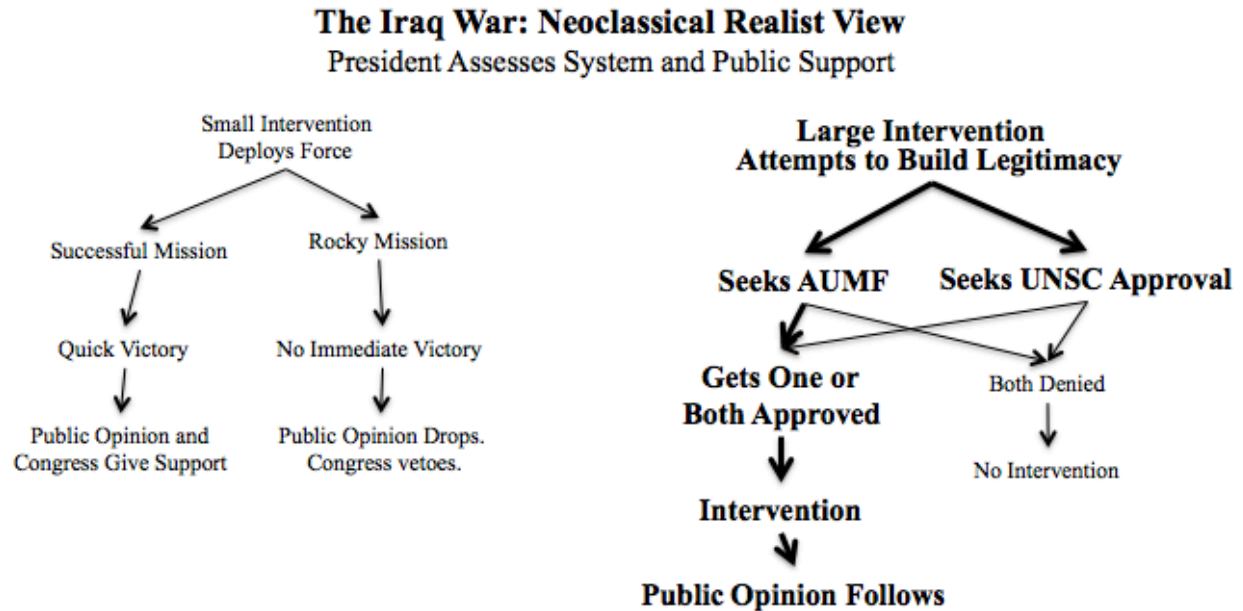 The Iraq War: Neoclassical Realist View
President Assesses System and Public Support
Small Intervention
Deploys Force
Successful Mission
Rocky Mission
Quick Victory
No Immediate Victory
Public Opinion and
Congress Give Support
Public Opinion Drops.
Congress vetoes.
Large Intervention
Attempts to Build Legitimacy
Seeks AUMF
Seeks UNSC Approval
Gets One or
Both Approved
Both Denied
No Intervention
Intervention
Public Opinion Follows